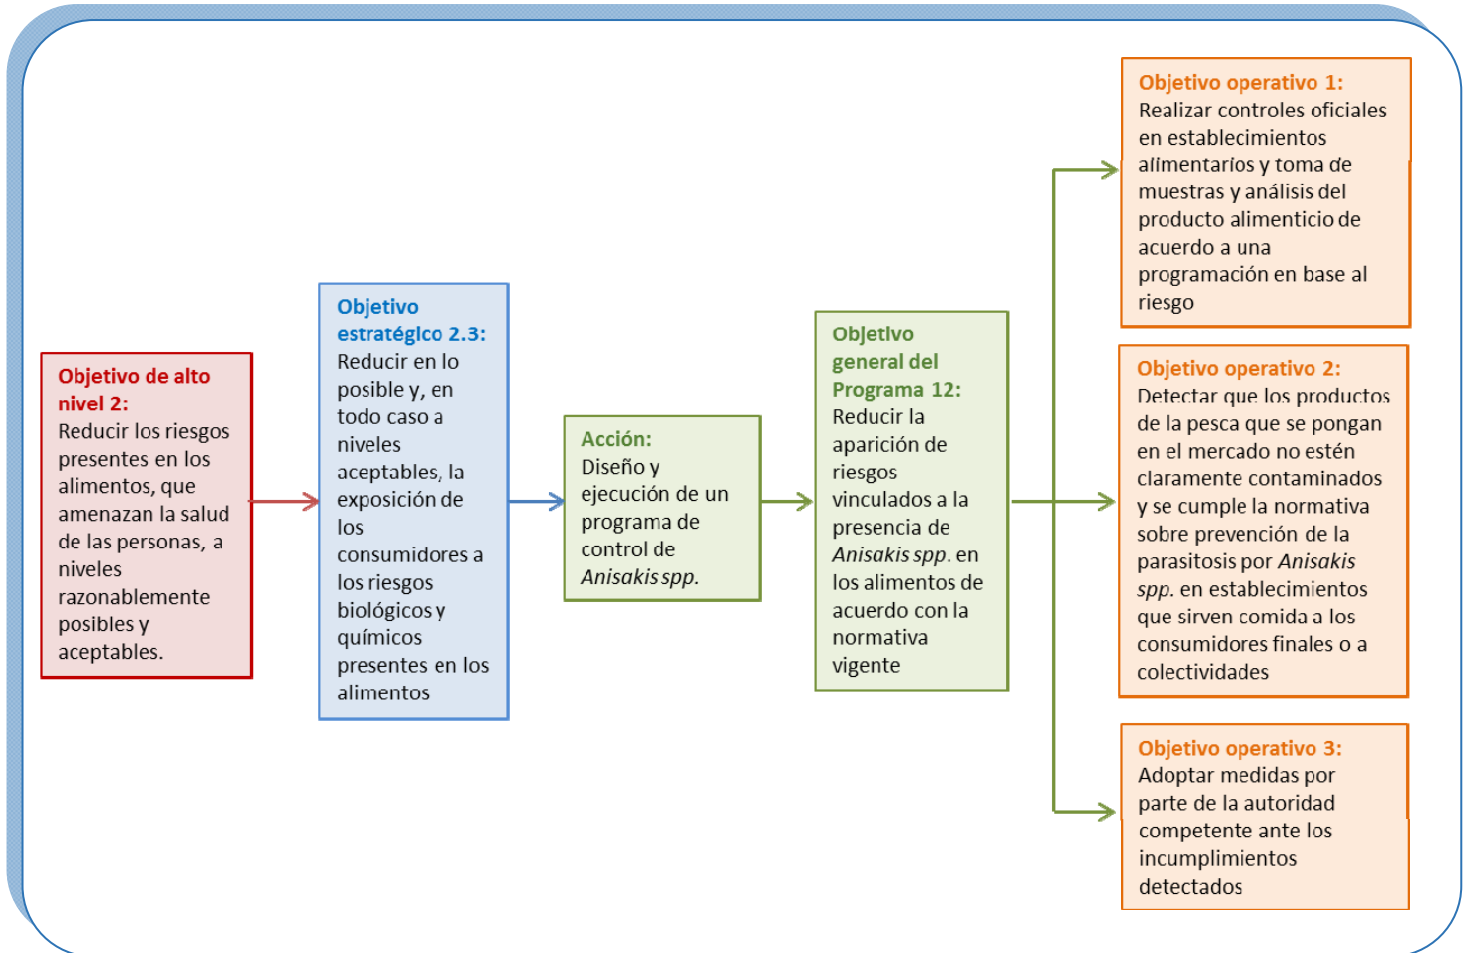 Objetivo de alto
nivel 2:
Reducir los riesgos
presentes en los
alimentos, que
amenazan la salud
de las personas, a
niveles
razonablemente
posibles y
aceptables.
Objetivo
estratégico 2.3:
Reducir en lo
posible y, en
todo caso a
niveles
aceptables, la
exposición de
los
consumidores a
los riesgos
biológicos y
químicos
presentes en los
alimentos
Acción:
Diseño y
ejecución de un
programa de
control de
Anisakis spp.
Objetivo
general del
Programa 12:
Reducir la
aparición de
riesgos
vinculados a la
presencia de
Anisakis spp. en
los alimentos de
acuerdo con la
normativa
vigente
Objetivo operativo 1:
Realizar controles oficiales
en establecimientos
alimentarios y toma de
muestras y análisis del
producto alimenticio de
acuerdo a una
programación en base al
riesgo
Objetivo operativo 2:
Detectar que los productos
de la pesca que se pongan
en el mercado no estén
claramente contaminados
y se cumple la normativa
sobre prevención de la
parasitosis por Anisakis
spp. en establecimientos
que sirven comida a los
consumidores finales o a
colectividades
Objetivo operativo 3:
Adoptar medidas por
parte de la autoridad
competente ante los
incumplimientos
detectados